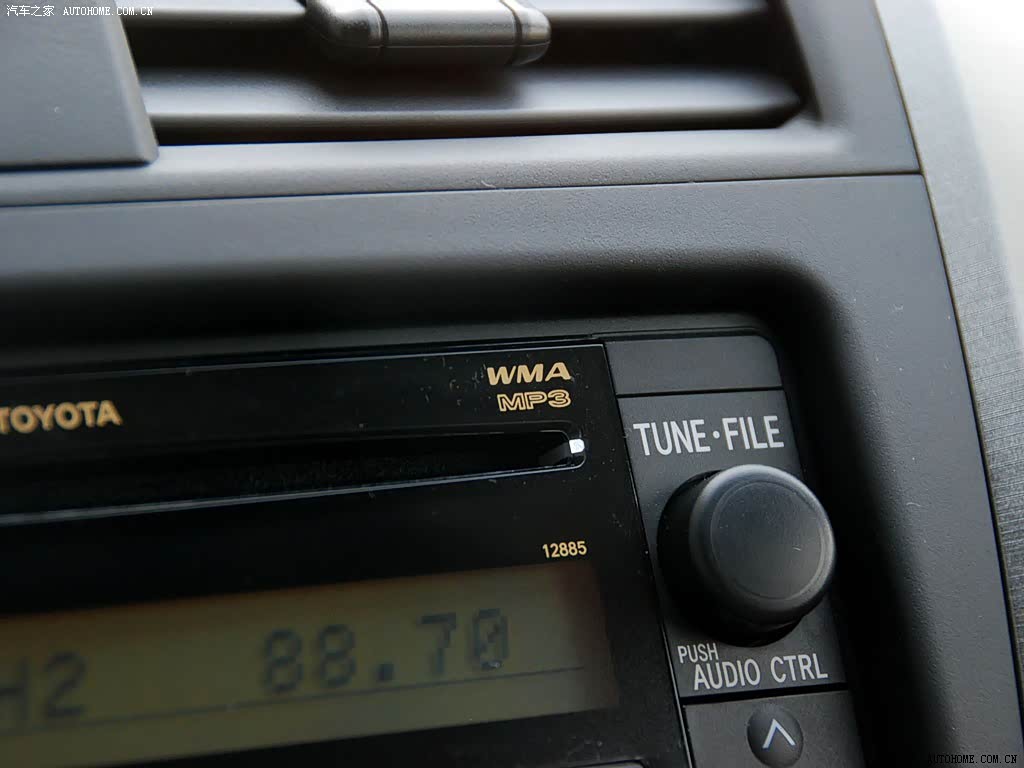 汽车之家 AUTOHOME.COM.CN
TOYOTA
WMA
MP3
TUNE·FILE
12885
H2 88.70
PUSH
AUDIO CTRL
AUTOHOME.COM.CN